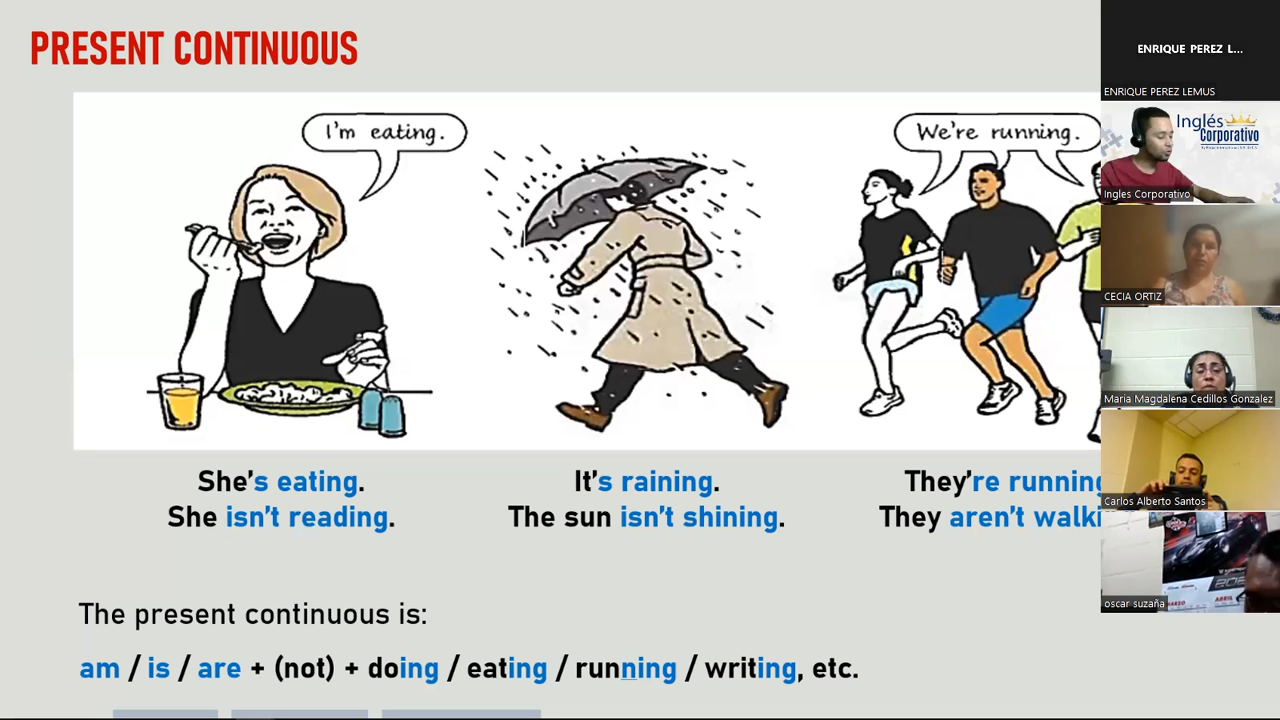 PRESENT CONTINUOUS
I'm eating.
We're running.
She's eating.
She isn't reading.
It's raining.
The sun isn't shining.
They're running
They aren't walki
The present continuous is:
am / is / are + (not) + doing / eating / running / writing, etc.
ENRIQUE PEREZ L...
ENRIQUE PEREZ LEMUS
Inglés
Corporativo
Ingles Corporativo
CECIA ORTIZ
Maria Magdalena Cedillos Gonzalez
Carlos Alberto Santos
MARZO
ABRIL
oscar suzaña